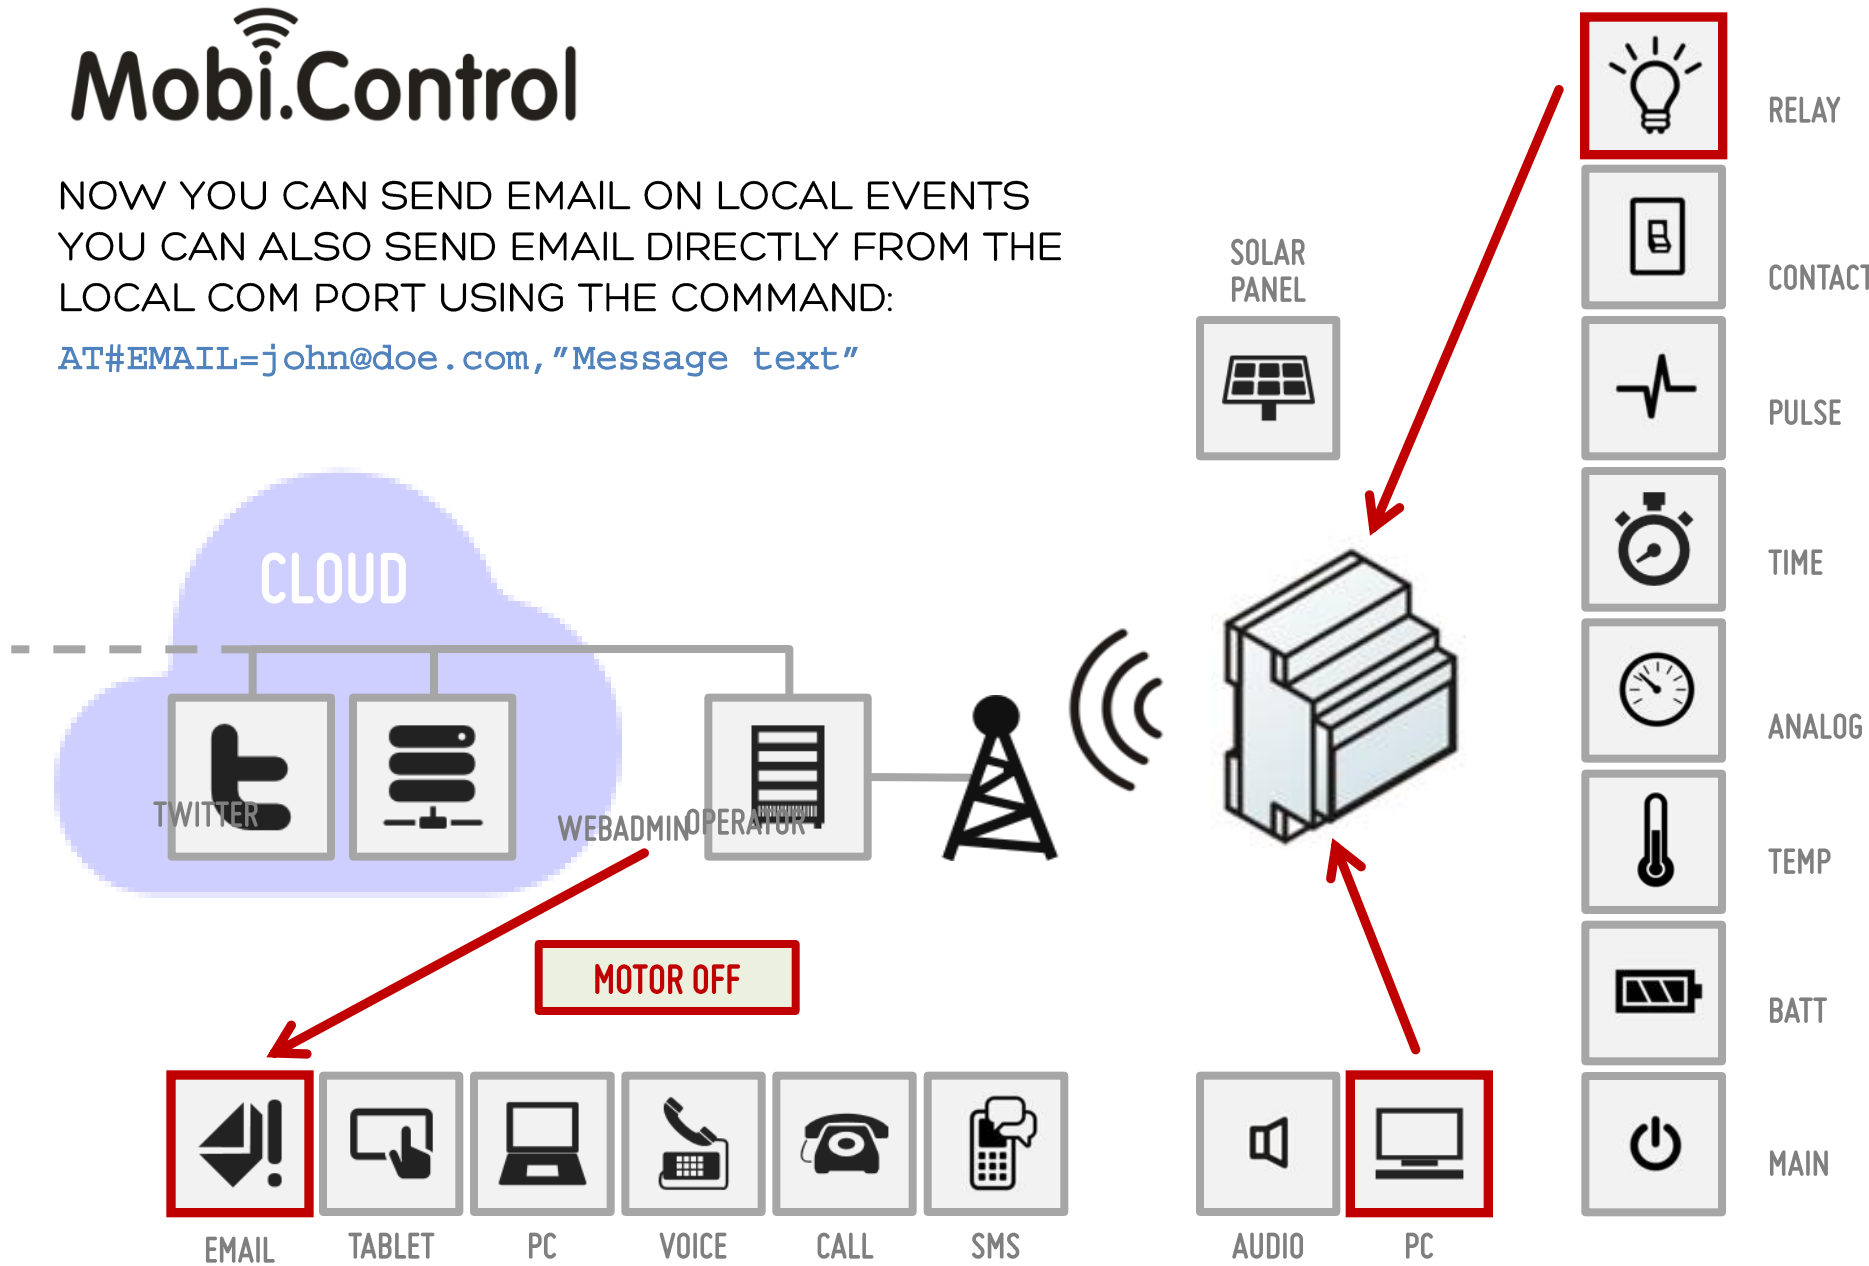 Mobi.Control
NOW YOU CAN SEND EMAIL ON LOCAL EVENTS
YOU CAN ALSO SEND EMAIL DIRECTLY FROM THE
LOCAL COM PORT USING THE COMMAND:
AT#EMAIL=john@doe.com,"Message text"
SOLAR
PANEL
RELAY
CONTACT
PULSE
TIME
ANALOG
TEMP
BATT
MAIN
CLOUD
TWITTER
WEBADMIN
OPERATOR
MOTOR OFF
EMAIL
TABLET
PC
VOICE
CALL
SMS
AUDIO
PC